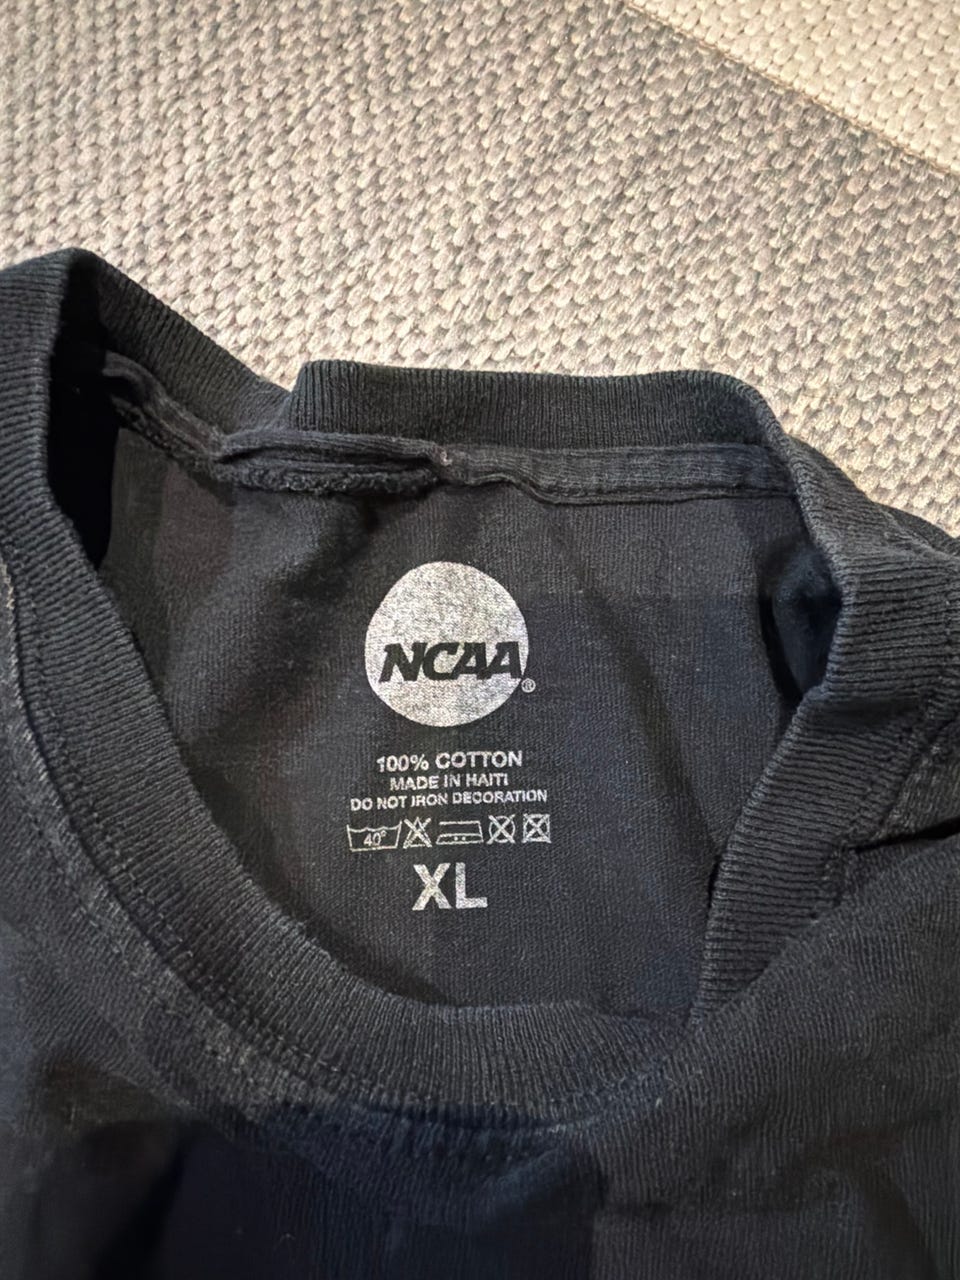 NCAA®
100% COTTON
MADE IN HAITI
DO NOT IRON DECORATION
40°
XL